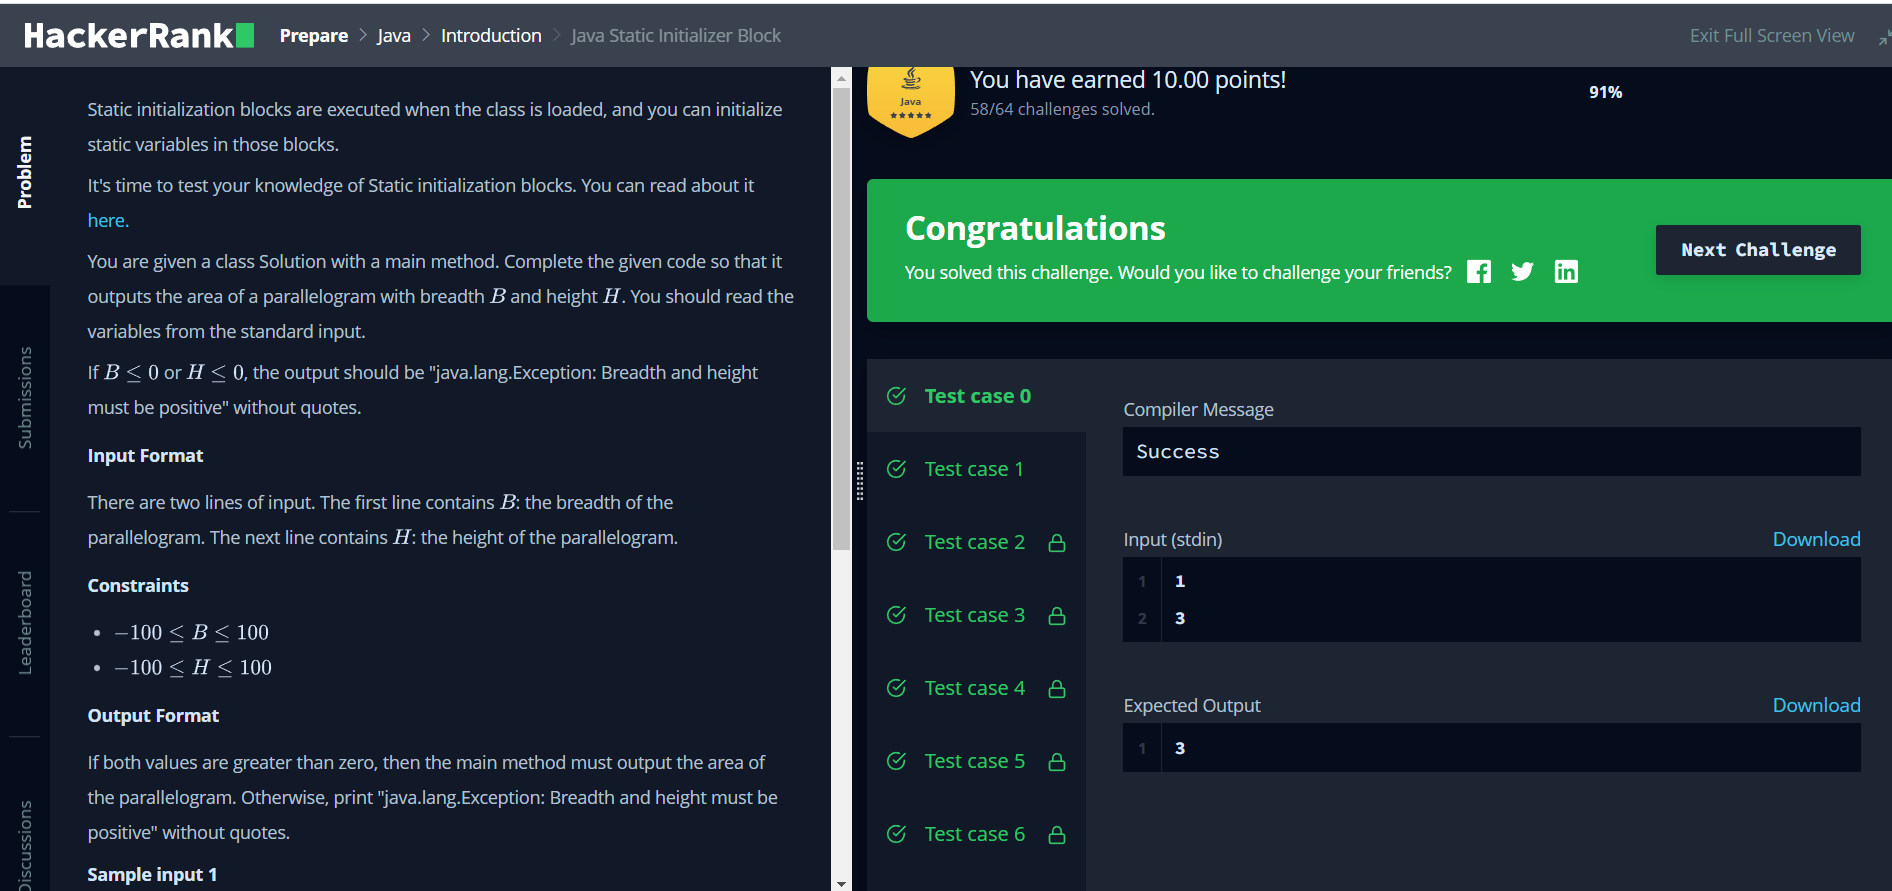 HackerRank
Prepare > Java > Introduction > Java Static Initializer Block
Exit Full Screen View
Problem
Submissions
Leaderboard
Discussions
Static initialization blocks are executed when the class is loaded, and you can initialize
static variables in those blocks.
It's time to test your knowledge of Static initialization blocks. You can read about it
here.
You are given a class Solution with a main method. Complete the given code so that it
outputs the area of a parallelogram with breadth B and height H. You should read the
variables from the standard input.
If B ≤ 0 or H ≤ 0, the output should be "java.lang.Exception: Breadth and height
must be positive" without quotes.
Input Format
There are two lines of input. The first line contains B: the breadth of the
parallelogram. The next line contains H: the height of the parallelogram.
Constraints
• −100 ≤ B ≤ 100
• −100 ≤ H ≤ 100
Output Format
If both values are greater than zero, then the main method must output the area of
the parallelogram. Otherwise, print "java.lang.Exception: Breadth and height must be
positive" without quotes.
Sample input 1
Java
You have earned 10.00 points!
58/64 challenges solved.
91%
Congratulations
You solved this challenge. Would you like to challenge your friends?
Next Challenge
Test case 0
Test case 1
Test case 2
Test case 3
Test case 4
Test case 5
Test case 6
Compiler Message
Success
Input (stdin)
Download
1 1
2 3
Expected Output
Download
1 3